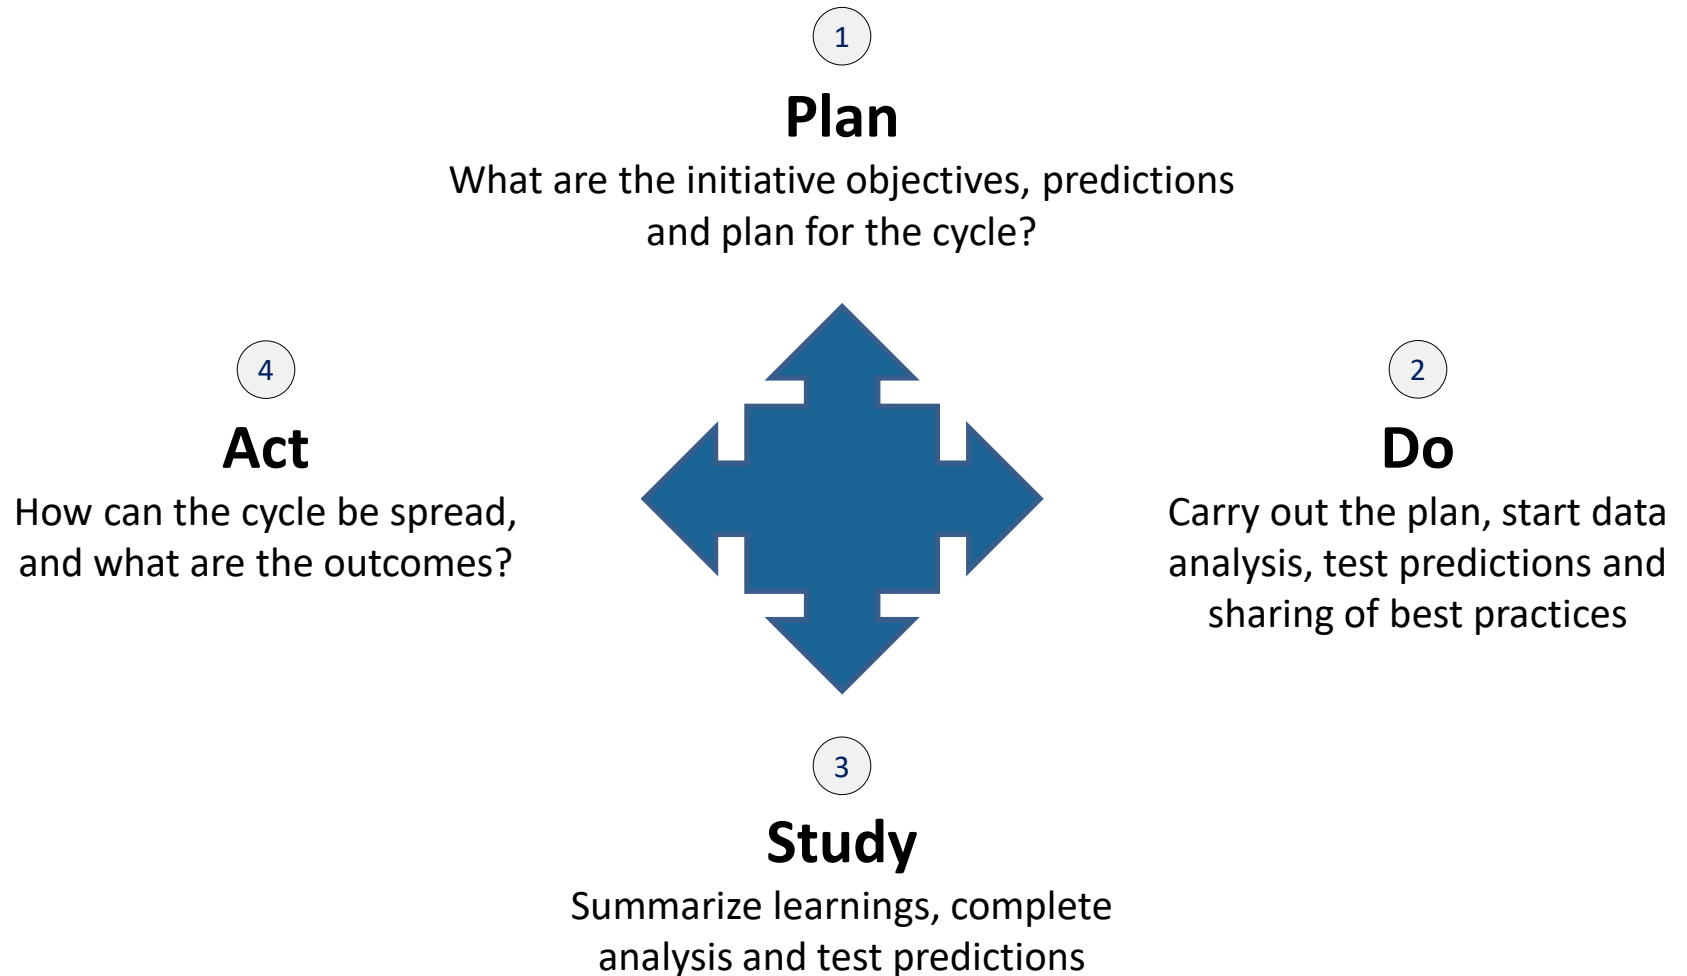 1
Plan
What are the initiative objectives, predictions
and plan for the cycle?
4
Act
How can the cycle be spread,
and what are the outcomes?
2
Do
Carry out the plan, start data
analysis, test predictions and
sharing of best practices
3
Study
Summarize learnings, complete
analysis and test predictions